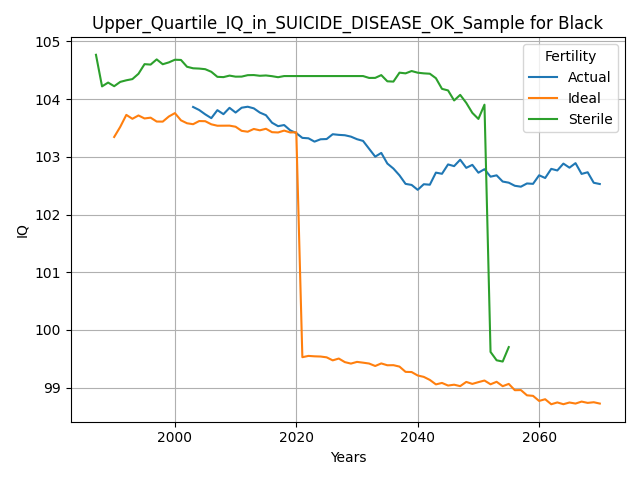 Upper_Quartile_IQ_in_SUICIDE_DISEASE_OK_Sample for Black
105
104
103
102
101
100
99
IQ
Fertility
Actual
Ideal
Sterile
2000
2020
2040
2060
Years